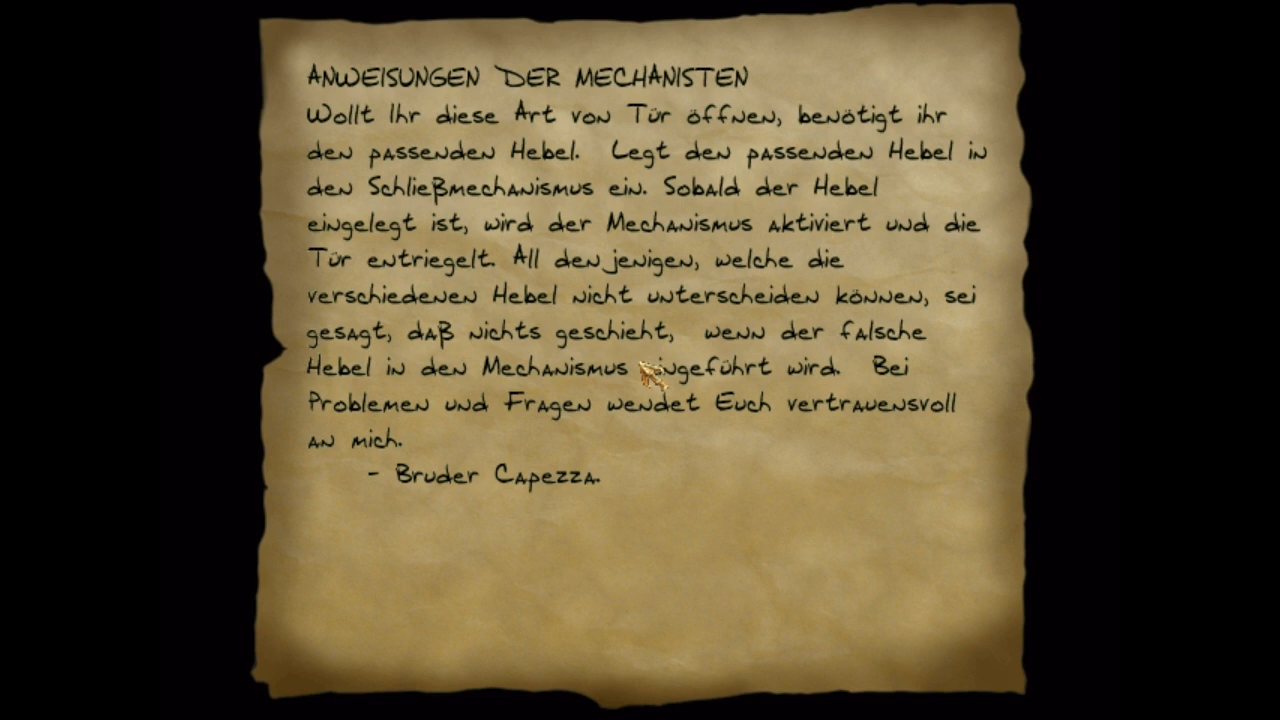 ANWEISUNGEN DER MECHANISTEN
Wollt Ihr diese Art von Tür öffnen, benötigt ihr
den passenden Hebel. Legt den passenden Hebel in
den Schließmechanismus ein. Sobald der Hebel
eingelegt ist, wird der Mechanismus aktiviert und die
Tür entriegelt. All denjenigen, welche die
verschiedenen Hebel nicht unterscheiden können, sei
gesagt, daß nichts geschieht, wenn der falsche
Hebel in den Mechanismus eingeführt wird. Bei
Problemen und Fragen wendet Euch vertrauensvoll
an mich.
- Bruder Capezza.